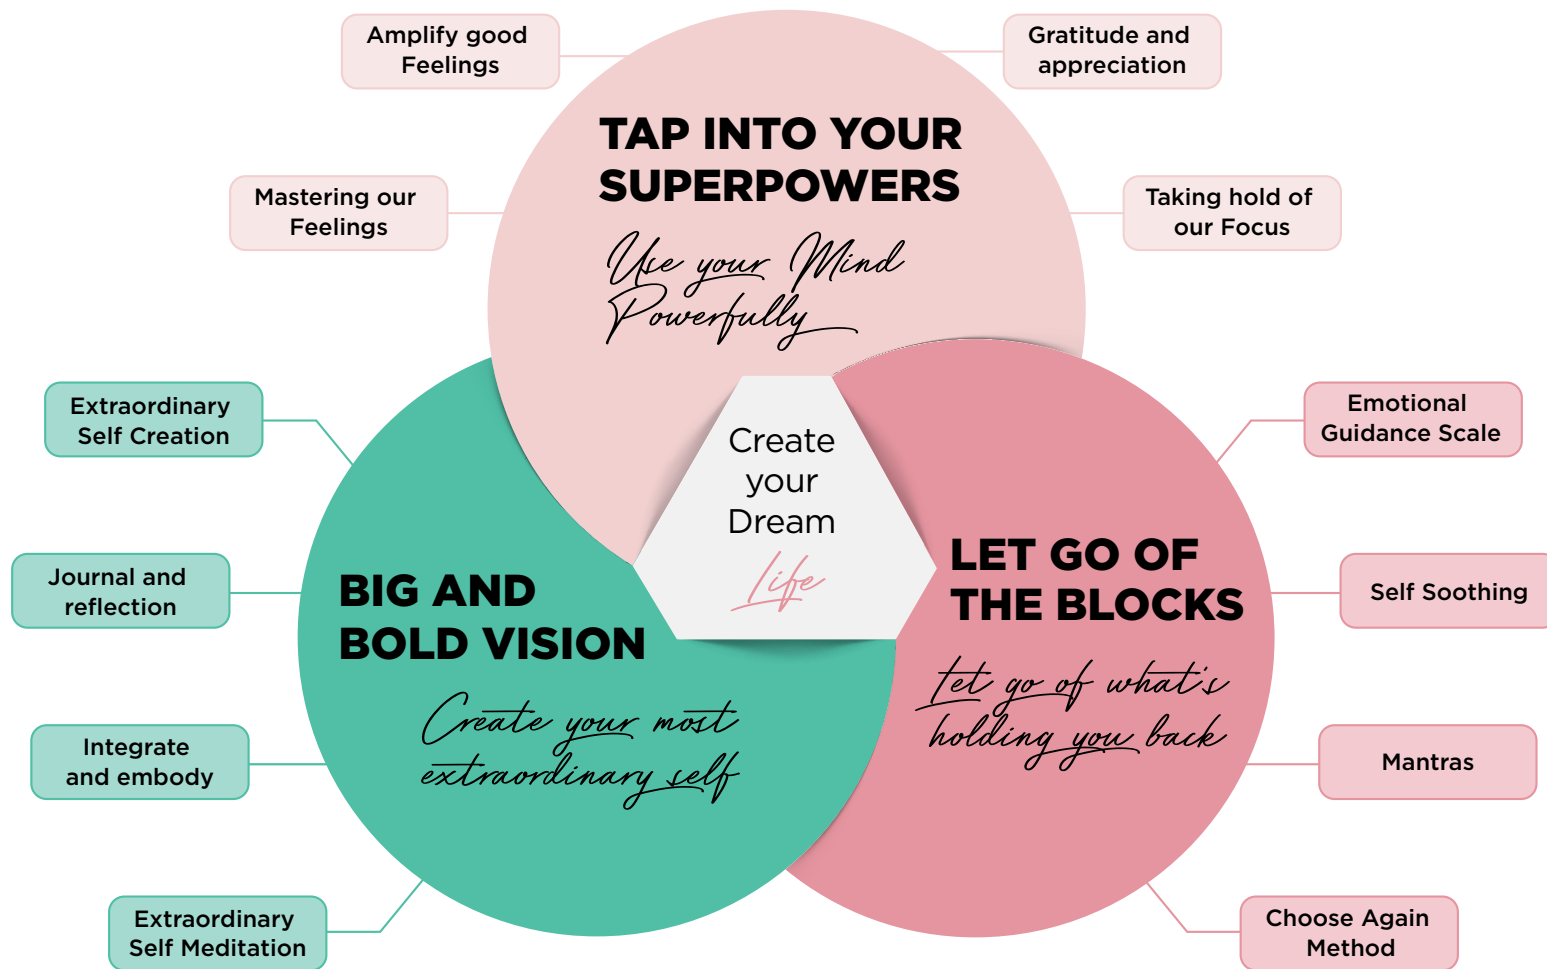 Amplify good
Feelings
Gratitude and
appreciation
Mastering our
Feelings
Taking hold of
our Focus
TAP INTO YOUR
SUPERPOWERS
Use your Mind
Powerfully
Create
your
Dream
Life
Extraordinary
Self Creation
Journal and
reflection
Integrate
and embody
Extraordinary
Self Meditation
BIG AND
BOLD VISION
Create your most
extraordinary self
LET GO OF
THE BLOCKS
Let go of what's
holding you back
Emotional
Guidance Scale
Self Soothing
Mantras
Choose Again
Method